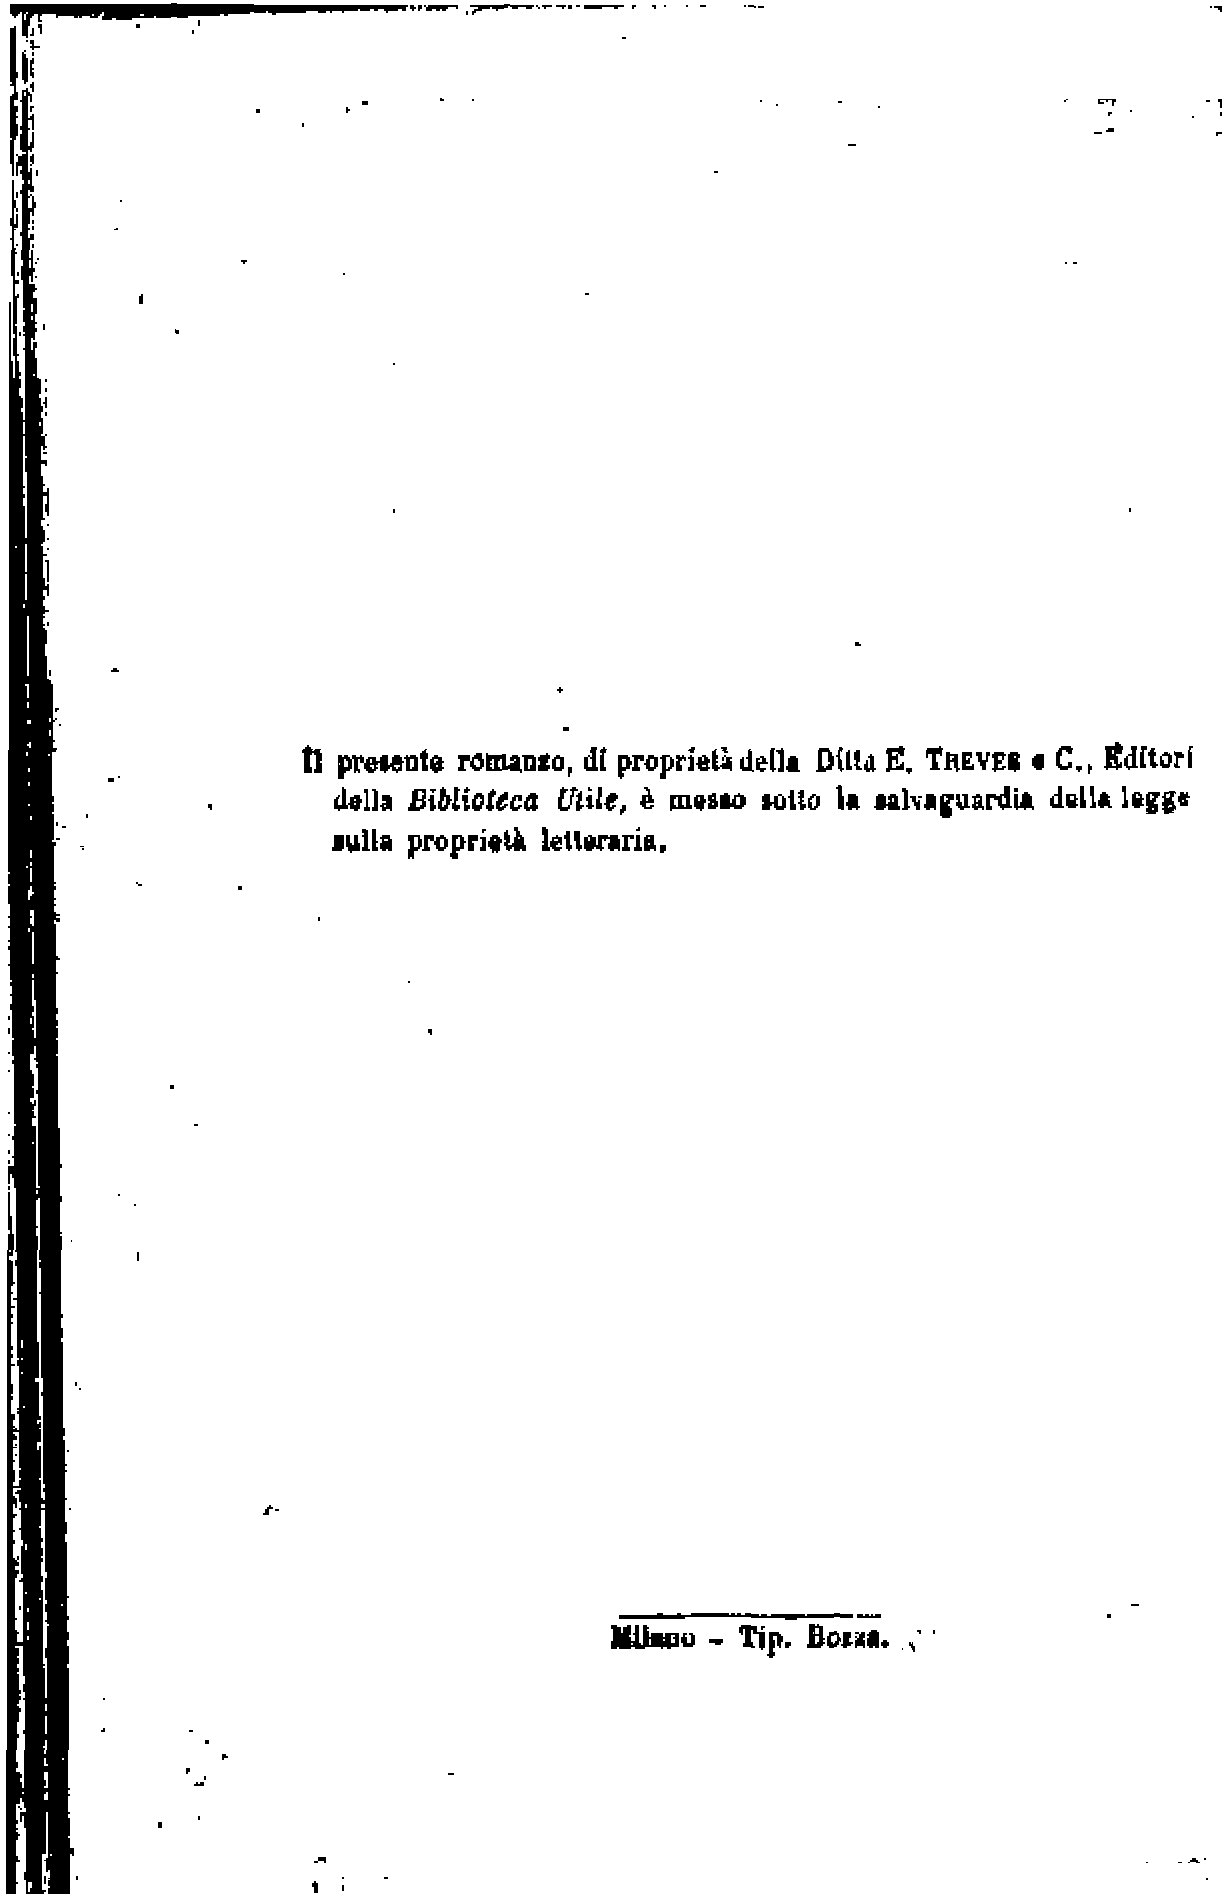 Il presente romanzo, di proprietà della Ditta E. TREVES e C., Editori
della Biblioteca Utile, è messo sotto la salvaguardia della legge
sulla proprietà letteraria.
Milano - Tip. Bozza.